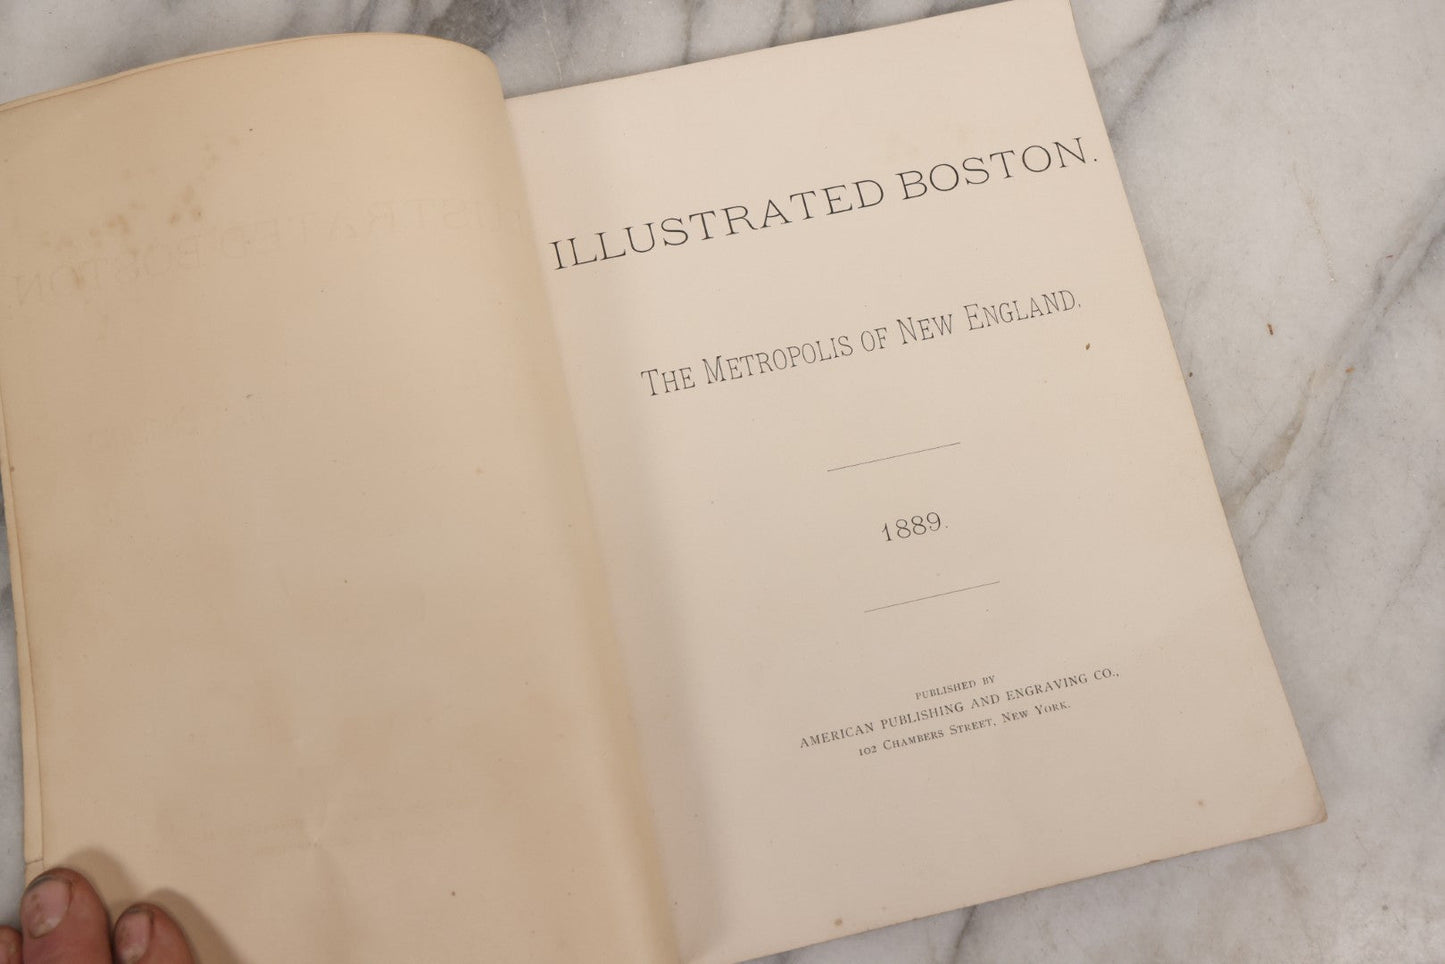 ILLUSTRATED BOSTON.
THE METROPOLIS OF NEW ENGLAND.
1889.
PUBLISHED BY
AMERICAN PUBLISHING AND ENGRAVING CO.,
102 CHAMBERS STREET, NEW YORK.